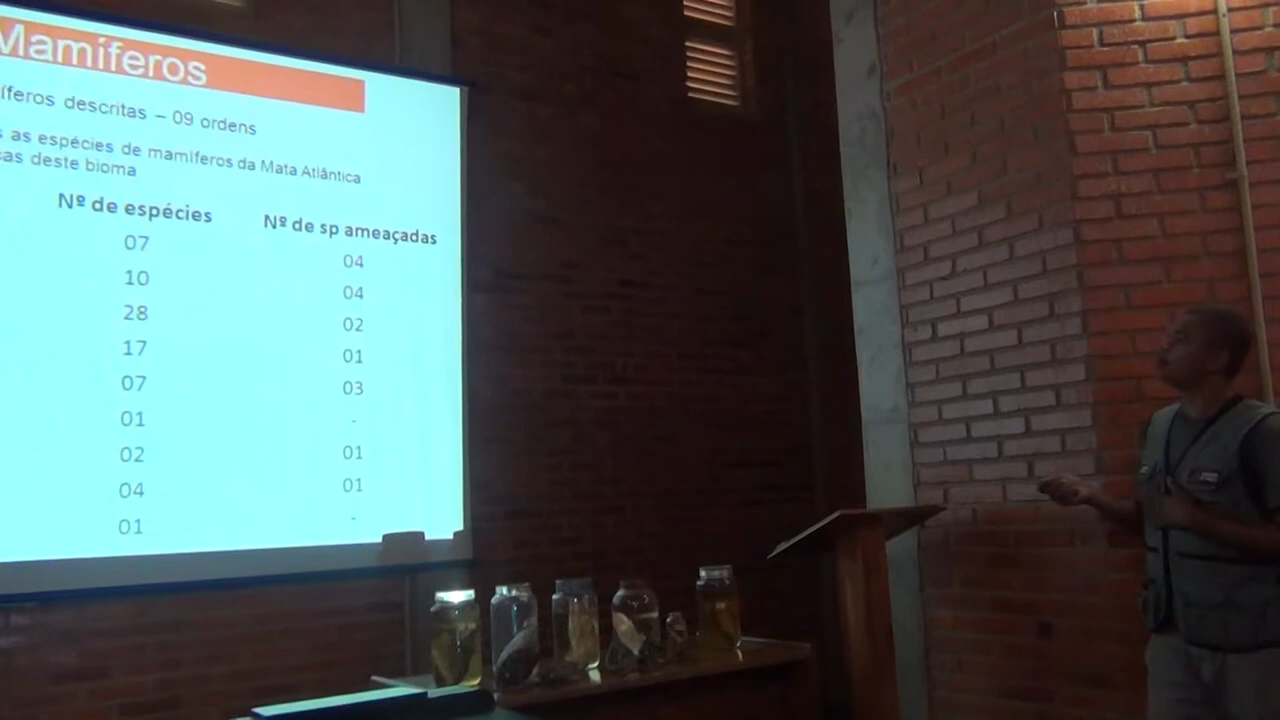 Mamíferos
íferos descritas – 09 ordens
s as espécies de mamíferos da Mata Atlântica
cas deste bioma
Nº de espécies Nº de sp ameaçadas
07 04
10 04
28 02
17 01
07 03
01 -
02 01
04 01
01 -